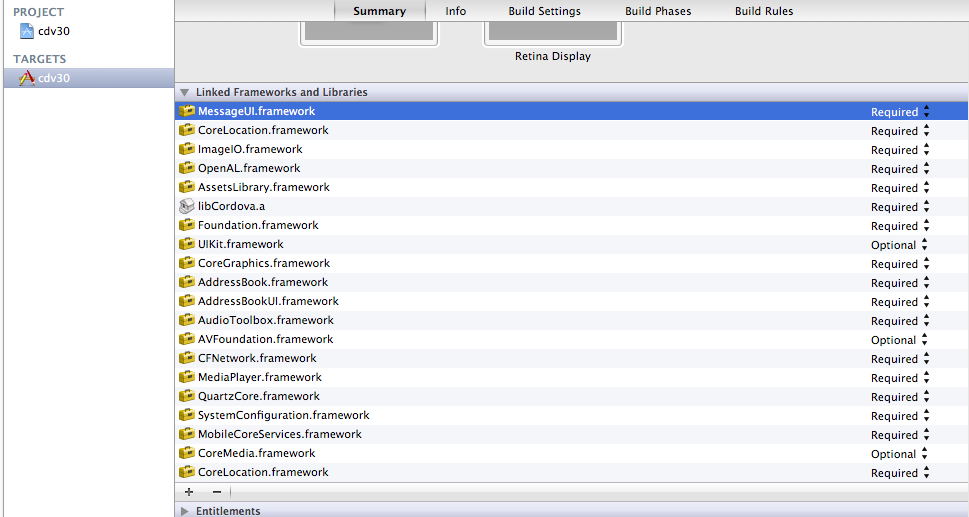 PROJECT
cdv30
TARGETS
cdv30
Summary Info Build Settings Build Phases Build Rules
Retina Display
Linked Frameworks and Libraries
MessageUI.framework Required
CoreLocation.framework Required
ImageIO.framework Required
OpenAL.framework Required
AssetsLibrary.framework Required
libCordova.a Required
Foundation.framework Required
UIKit.framework Optional
CoreGraphics.framework Required
AddressBook.framework Required
AddressBookUI.framework Required
AudioToolbox.framework Required
AVFoundation.framework Optional
CFNetwork.framework Required
MediaPlayer.framework Required
QuartzCore.framework Required
SystemConfiguration.framework Required
MobileCoreServices.framework Required
CoreMedia.framework Optional
CoreLocation.framework Required
Entitlements